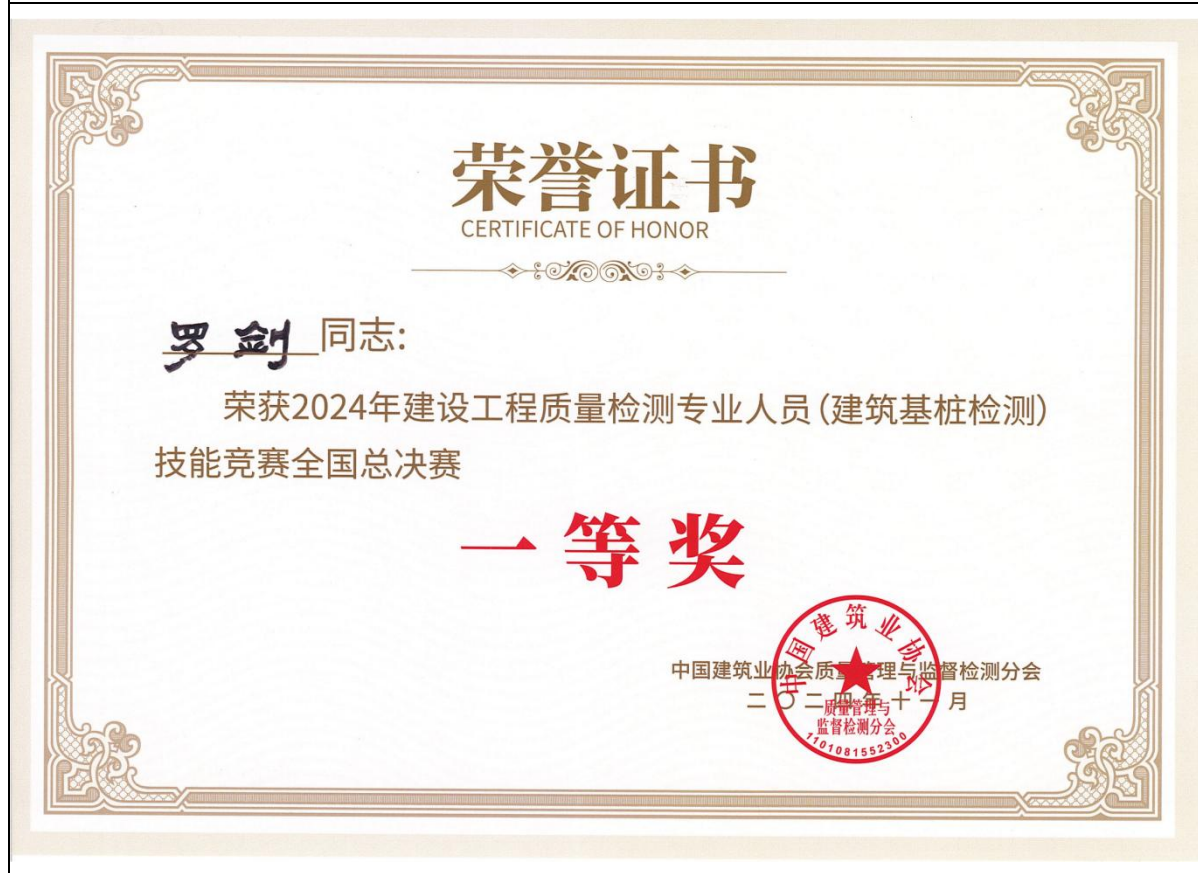 荣誉证书
CERTIFICATE OF HONOR
罗剑 同志:
荣获2024年建设工程质量检测专业人员(建筑基桩检测)
技能竞赛全国总决赛
一等奖
中国建筑业协会质量管理与监督检测分会
二〇二四年十一月
中国建筑业协会
质量管理与
监督检测分会
1101081552300